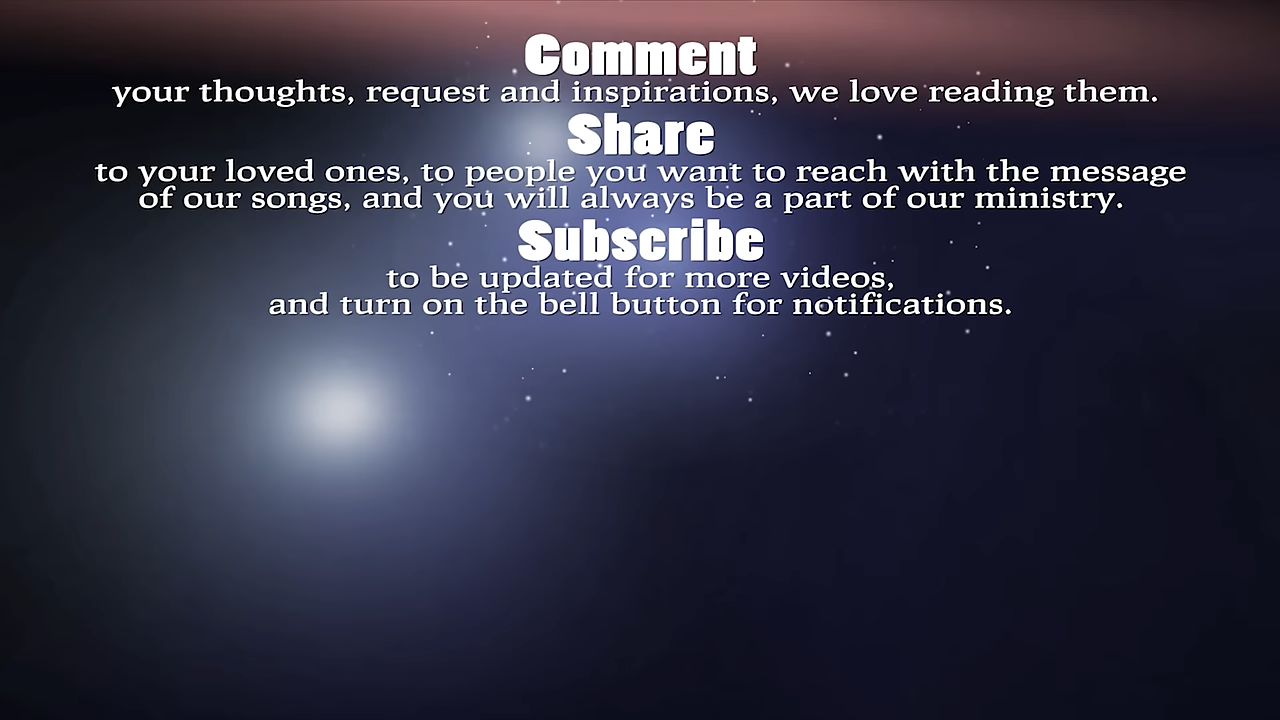 Comment
your thoughts, request and inspirations, we love reading them.
Share
to your loved ones, to people you want to reach with the message
of our songs, and you will always be a part of our ministry.
Subscribe
to be updated for more videos,
and turn on the bell button for notifications.